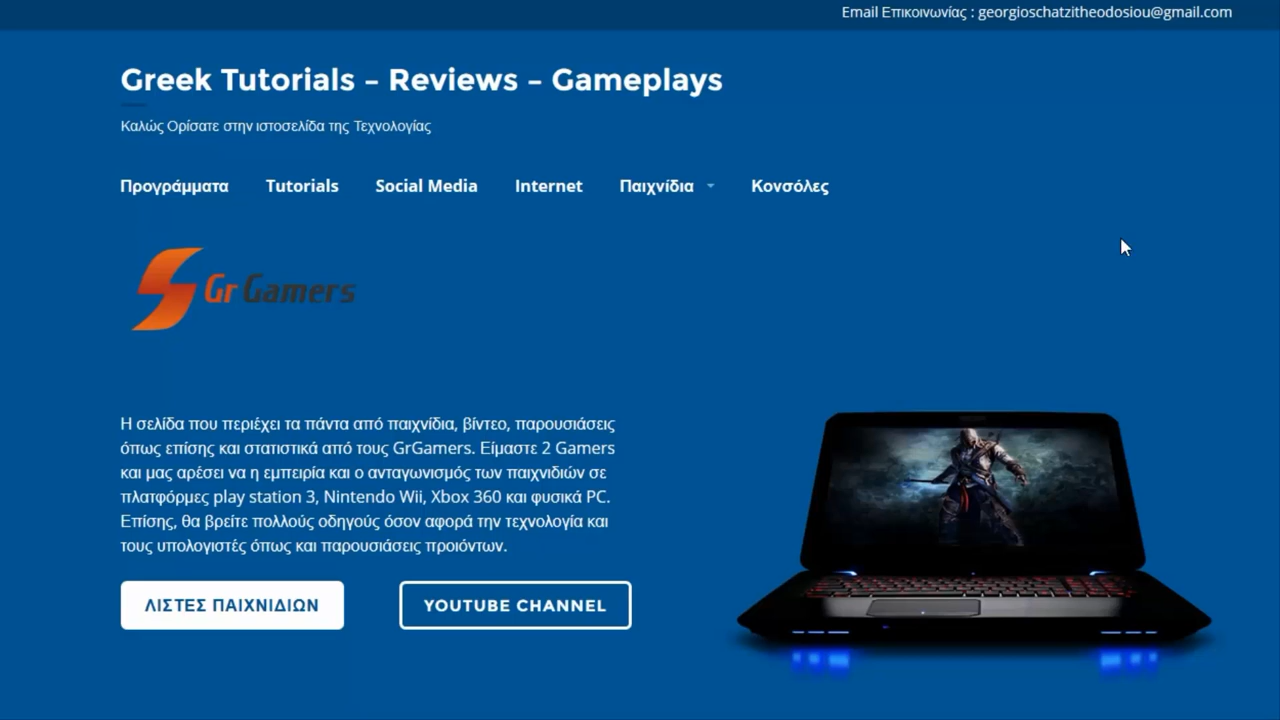 Email Επικοινωνίας : georgioschatzitheodosiou@gmail.com
Greek Tutorials – Reviews – Gameplays
Καλώς Ορίσατε στην ιστοσελίδα της Τεχνολογίας
Προγράμματα Tutorials Social Media Internet Παιχνίδια Κονσόλες
Gr Gamers
Η σελίδα που περιέχει τα πάντα από παιχνίδια, βίντεο, παρουσιάσεις
όπως επίσης και στατιστικά από τους GrGamers. Είμαστε 2 Gamers
και μας αρέσει να η εμπειρία και ο ανταγωνισμός των παιχνιδιών σε
πλατφόρμες play station 3, Nintendo Wii, Xbox 360 και φυσικά PC.
Επίσης, θα βρείτε πολλούς οδηγούς όσον αφορά την τεχνολογία και
τους υπολογιστές όπως και παρουσιάσεις προιόντων.
ΛΙΣΤΕΣ ΠΑΙΧΝΙΔΙΩΝ YOUTUBE CHANNEL